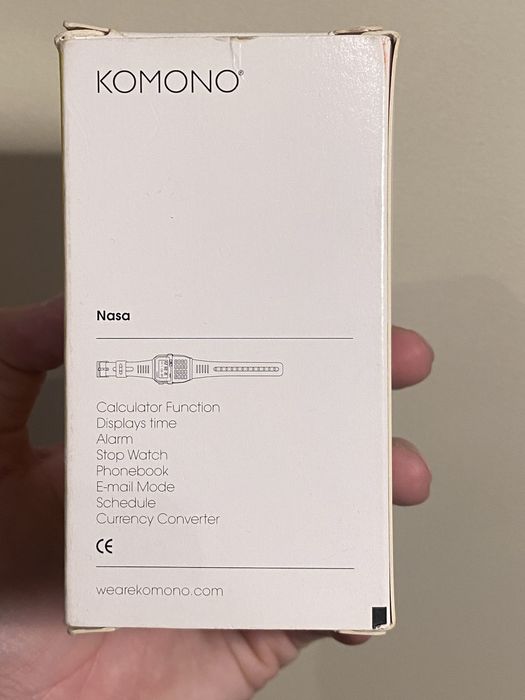 KOMONO®
Nasa
Calculator Function
Displays time
Alarm
Stop Watch
Phonebook
E-mail Mode
Schedule
Currency Converter
CE
wearekomono.com